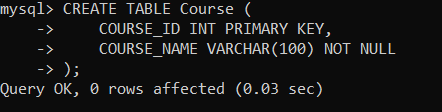 mysql> CREATE TABLE Course (
    ->     COURSE_ID INT PRIMARY KEY,
    ->     COURSE_NAME VARCHAR(100) NOT NULL
    -> );
Query OK, 0 rows affected (0.03 sec)